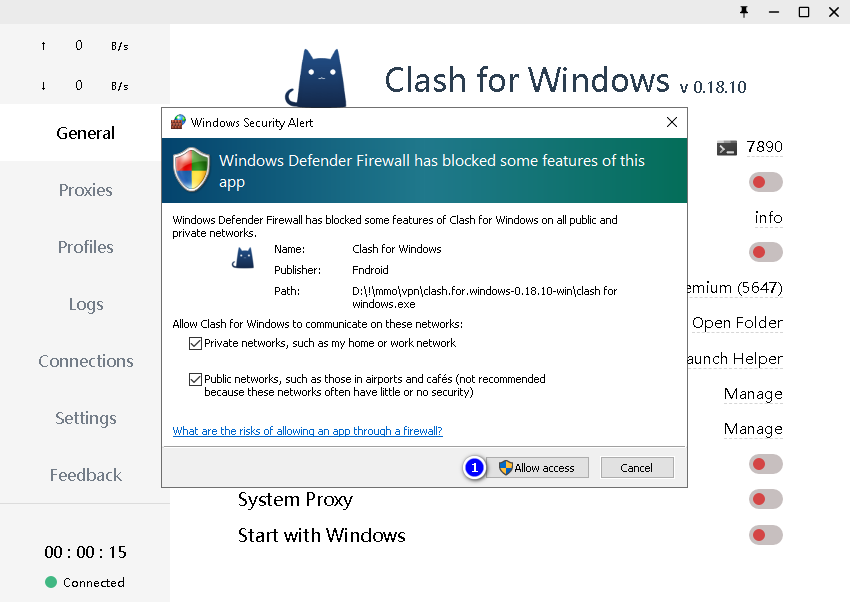 ↑ 0 B/s
↓ 0 B/s
Clash for Windows v 0.18.10
General
Proxies
Profiles
Logs
Connections
Settings
Feedback
00 : 00 : 15
Connected
Windows Security Alert
Windows Defender Firewall has blocked some features of this
app
Windows Defender Firewall has blocked some features of Clash for Windows on all public and
private networks.
Name: Clash for Windows
Publisher: Fndroid
Path: D:\!\mmo\vpn\clash.for.windows-0.18.10-win\clash for
windows.exe
Allow Clash for Windows to communicate on these networks:
Private networks, such as my home or work network
Public networks, such as those in airports and cafés (not recommended
because these networks often have little or no security)
What are the risks of allowing an app through a firewall?
1 Allow access Cancel
7890
info
emium (5647)
Open Folder
aunch Helper
Manage
Manage
System Proxy
Start with Windows